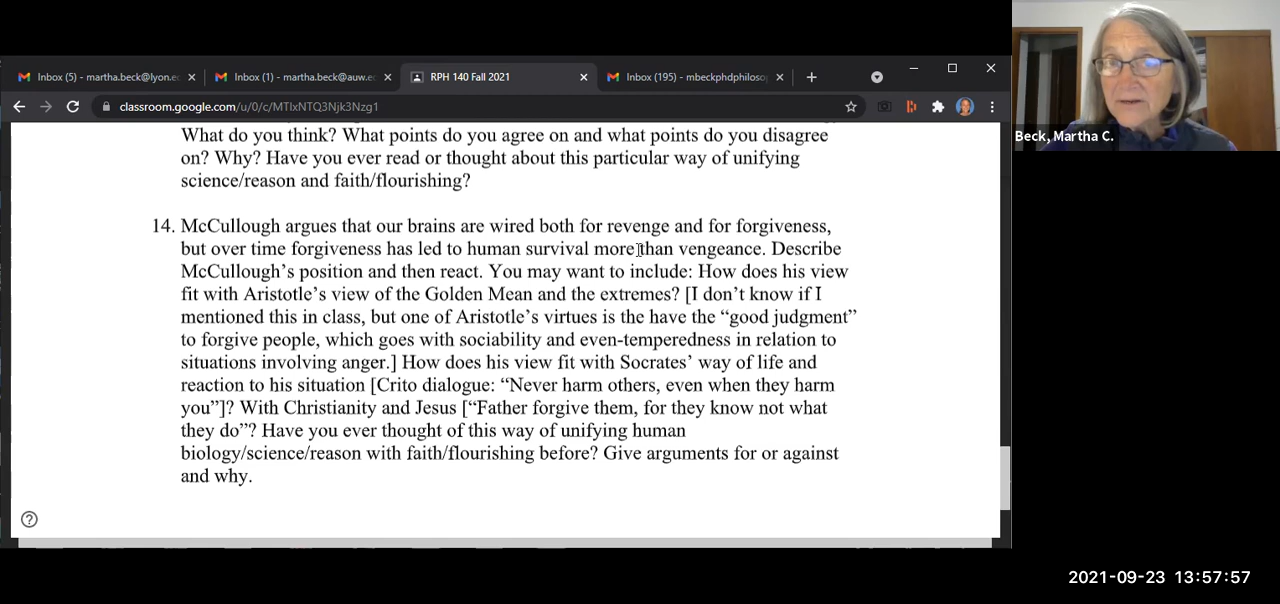 Inbox (5) - martha.beck@lyon.e
Inbox (1) - martha.beck@auw.e
RPH 140 Fall 2021
Inbox (195) - mbeckphdphiloso
classroom.google.com/u/0/c/MTIxNTQ3Njk3Nzg1
Beck, Martha C.
What do you think? What points do you agree on and what points do you disagree
on? Why? Have you ever read or thought about this particular way of unifying
science/reason and faith/flourishing?
14. McCullough argues that our brains are wired both for revenge and for forgiveness,
but over time forgiveness has led to human survival more than vengeance. Describe
McCullough's position and then react. You may want to include: How does his view
fit with Aristotle's view of the Golden Mean and the extremes? [I don't know if I
mentioned this in class, but one of Aristotle's virtues is the have the “good judgment”
to forgive people, which goes with sociability and even-temperedness in relation to
situations involving anger.] How does his view fit with Socrates' way of life and
reaction to his situation [Crito dialogue: “Never harm others, even when they harm
you”]? With Christianity and Jesus [“Father forgive them, for they know not what
they do”? Have you ever thought of this way of unifying human
biology/science/reason with faith/flourishing before? Give arguments for or against
and why.
2021-09-23 13:57:57